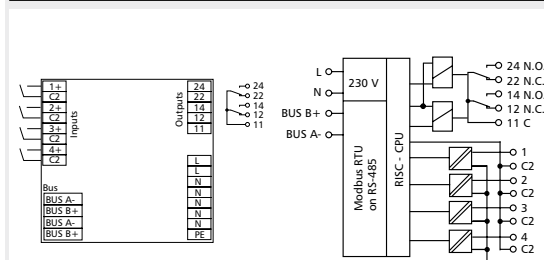 1+
C2
2+
C2
3+
C2
4+
C2
Inputs
Bus
BUS A-
BUS B+
BUS A-
BUS B+
Outputs
24
22
14
12
11
L
L
N
N
N
N
N
PE
24
22
14
12
11
L
N
BUS B+
BUS A-
230 V
Modbus RTU
on RS-485
RISC - CPU
24 N.O.
22 N.C.
14 N.O.
12 N.C.
11 C
1
C2
2
C2
3
C2
4
C2